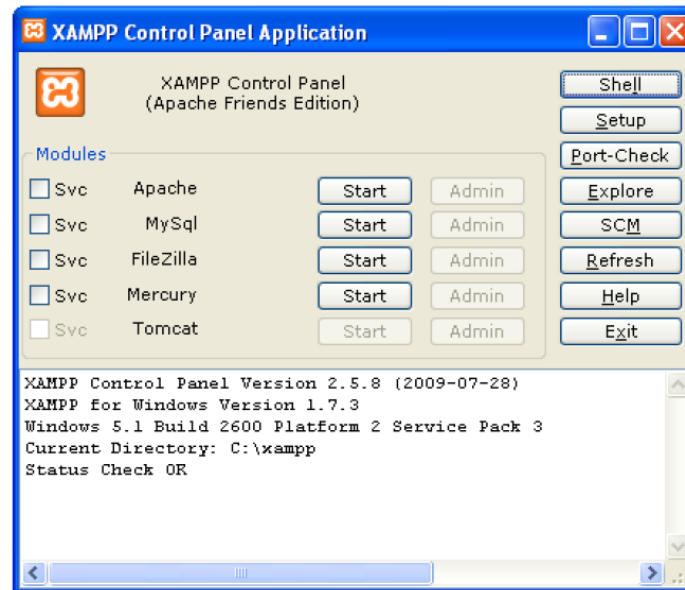 XAMPP Control Panel Application
XAMPP Control Panel
(Apache Friends Edition)
Shell
Setup
Port-Check
Explore
SCM
Refresh
Help
Exit
Modules
Svc Apache Start Admin
Svc MySql Start Admin
Svc FileZilla Start Admin
Svc Mercury Start Admin
Svc Tomcat Start Admin
XAMPP Control Panel Version 2.5.8 (2009-07-28)
XAMPP for Windows Version 1.7.3
Windows 5.1 Build 2600 Platform 2 Service Pack 3
Current Directory: C:\xampp
Status Check OK